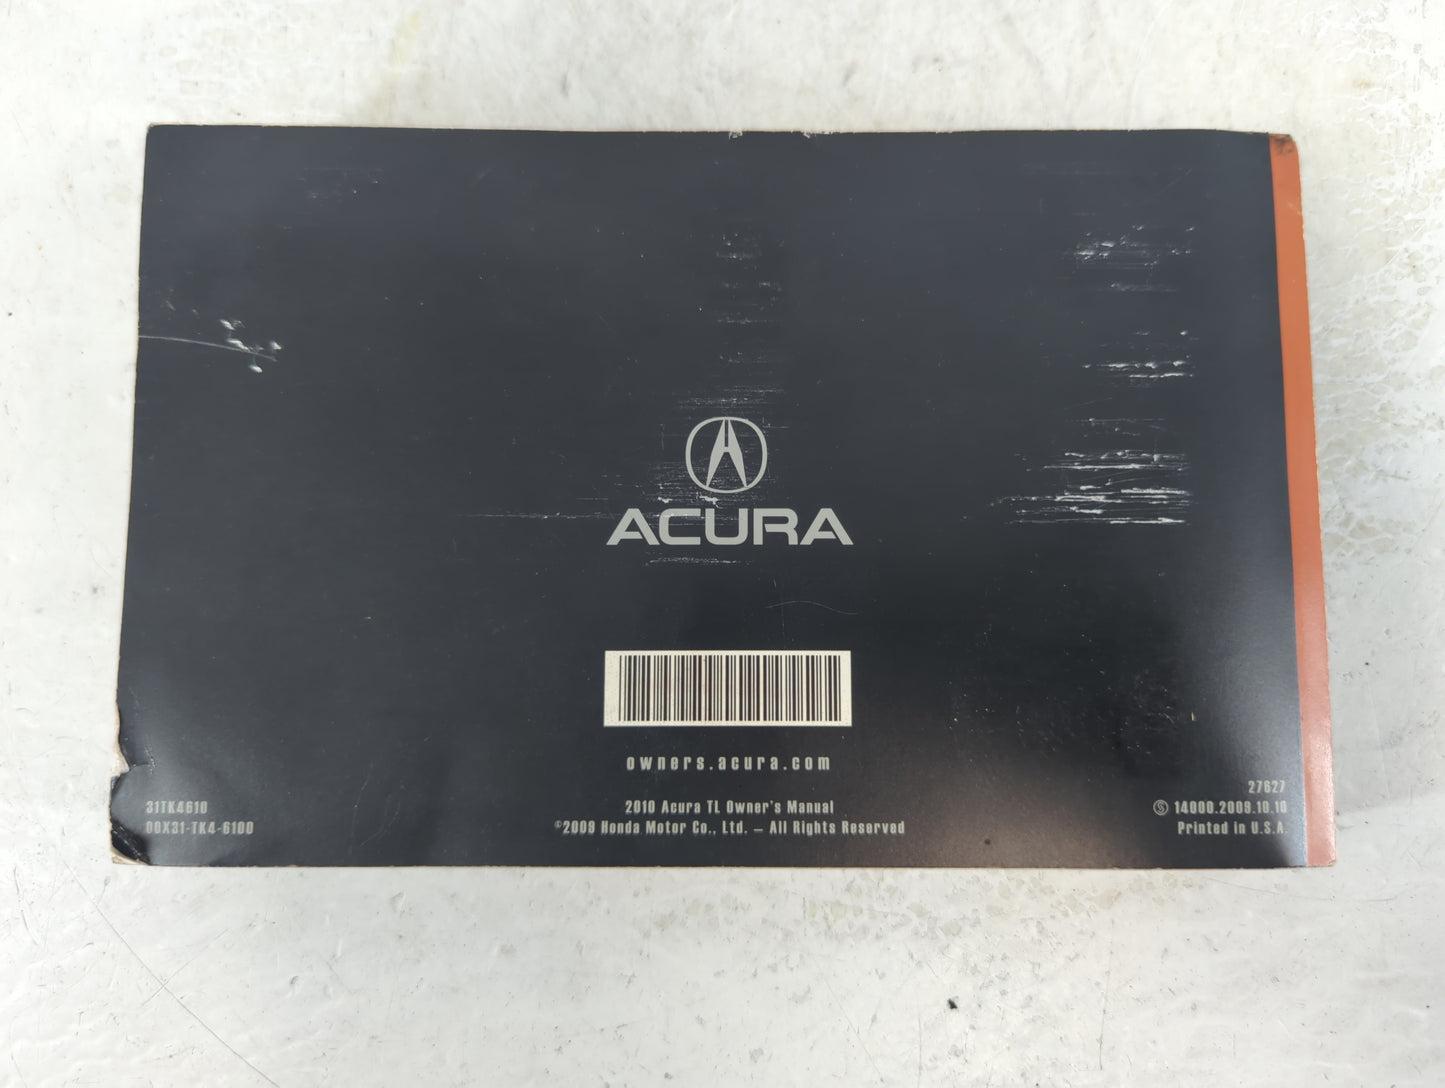 ACURA
owners.acura.com
31TK4610
00X31-TK4-6100
2010 Acura TL Owner's Manual
©2009 Honda Motor Co., Ltd. – All Rights Reserved
27627
Ⓢ 14000.2009.10.10
Printed in U.S.A.